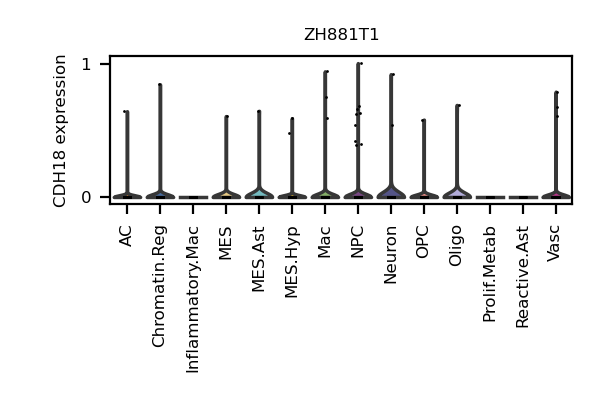 ZH881T1
CDH18 expression
1
0
AC
Chromatin.Reg
Inflammatory.Mac
MES
MES.Ast
MES.Hyp
Mac
NPC
Neuron
OPC
Oligo
Prolif.Metab
Reactive.Ast
Vasc